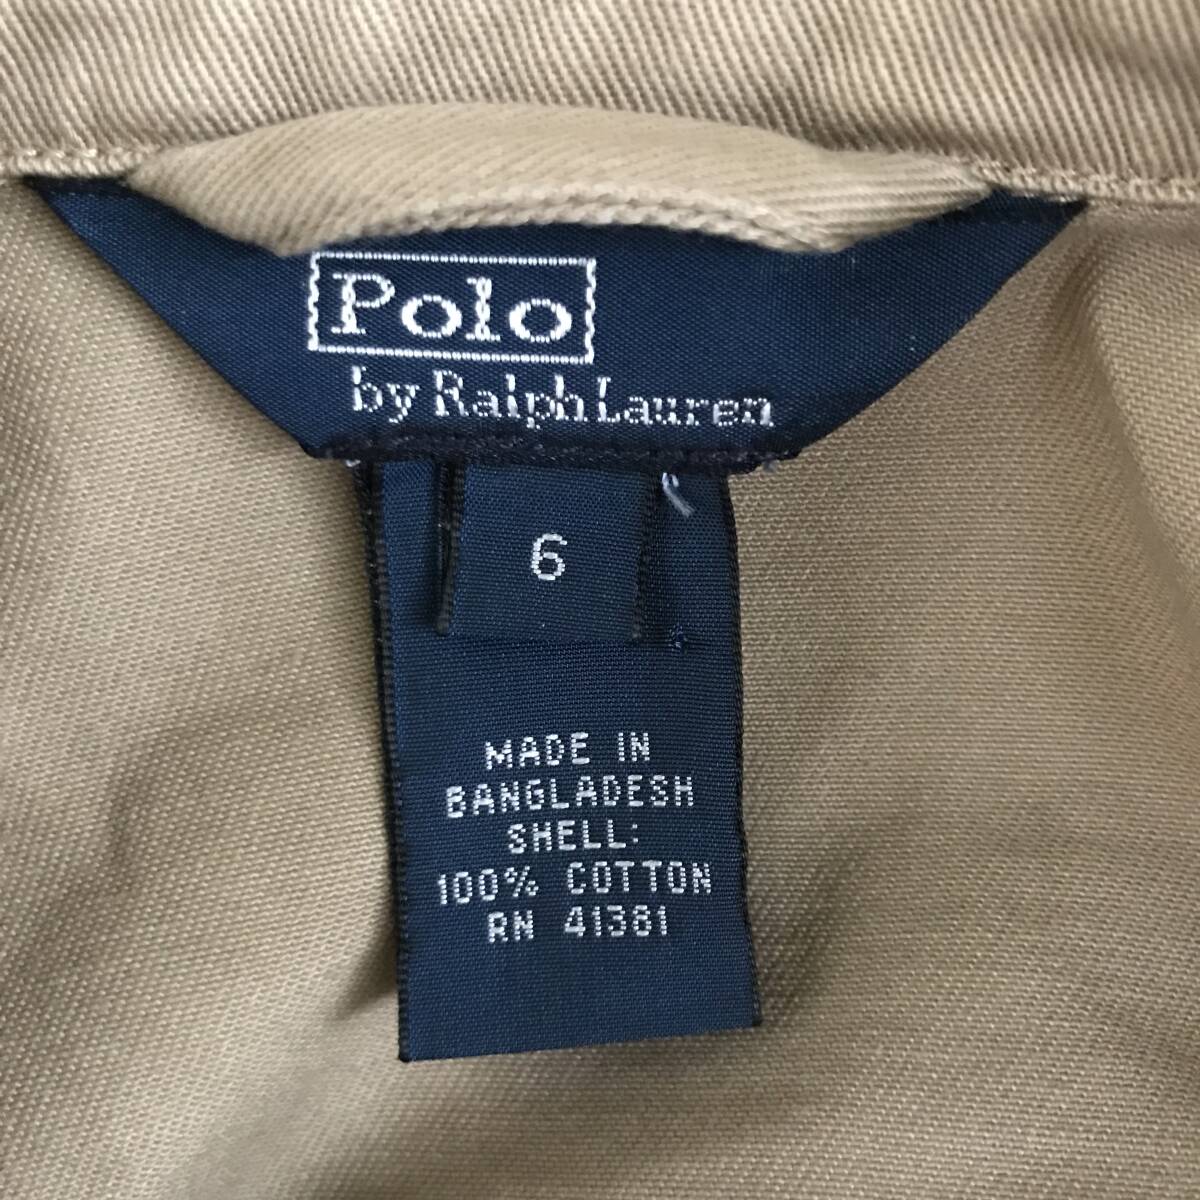 Polo
by Ralph Lauren
6
MADE IN
BANGLADESH
SHELL:
100% COTTON
RN 41381